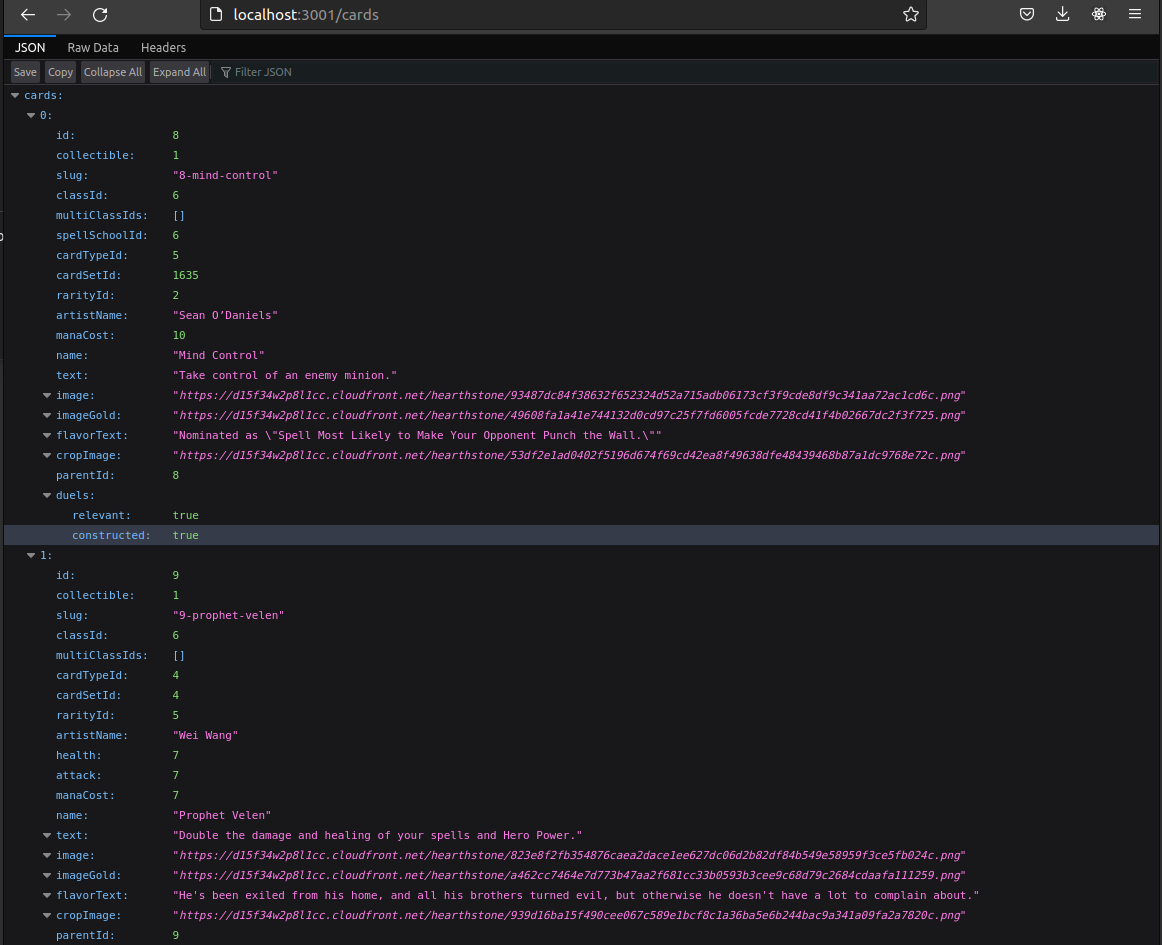 localhost:3001/cards
JSON Raw Data Headers
Save Copy Collapse All Expand All Filter JSON
cards:
0:
id: 8
collectible: 1
slug: "8-mind-control"
classId: 6
multiClassIds: []
spellSchoolId: 6
cardTypeId: 5
cardSetId: 1635
rarityId: 2
artistName: "Sean O’Daniels"
manaCost: 10
name: "Mind Control"
text: "Take control of an enemy minion."
image: "https://d15f34w2p8l1cc.cloudfront.net/hearthstone/93487dc84f38632f652324d52a715adb06173cf3f9cde8df9c341aa72ac1cd6c.png"
imageGold: "https://d15f34w2p8l1cc.cloudfront.net/hearthstone/49608fa1a41e744132d0cd97c25f7fd6005fcde7728cd41f4b02667dc2f3f725.png"
flavorText: "Nominated as \"Spell Most Likely to Make Your Opponent Punch the Wall.\""
cropImage: "https://d15f34w2p8l1cc.cloudfront.net/hearthstone/53df2e1ad0402f5196d674f69cd42ea8f49638dfe48439468b87a1dc9768e72c.png"
parentId: 8
duels:
relevant: true
constructed: true
1:
id: 9
collectible: 1
slug: "9-prophet-velen"
classId: 6
multiClassIds: []
cardTypeId: 4
cardSetId: 4
rarityId: 5
artistName: "Wei Wang"
health: 7
attack: 7
manaCost: 7
name: "Prophet Velen"
text: "Double the damage and healing of your spells and Hero Power."
image: "https://d15f34w2p8l1cc.cloudfront.net/hearthstone/823e8f2fb354876caea2dace1ee627dc06d2b82df84b549e58959f3ce5fb024c.png"
imageGold: "https://d15f34w2p8l1cc.cloudfront.net/hearthstone/a462cc7464e7d773b47aa2f681cc33b0593b3cee9c68d79c2684cdaafa111259.png"
flavorText: "He's been exiled from his home, and all his brothers turned evil, but otherwise he doesn't have a lot to complain about."
cropImage: "https://d15f34w2p8l1cc.cloudfront.net/hearthstone/939d16ba15f490cee067c589e1bcf8c1a36ba5e6b244bac9a341a09fa2a7820c.png"
parentId: 9